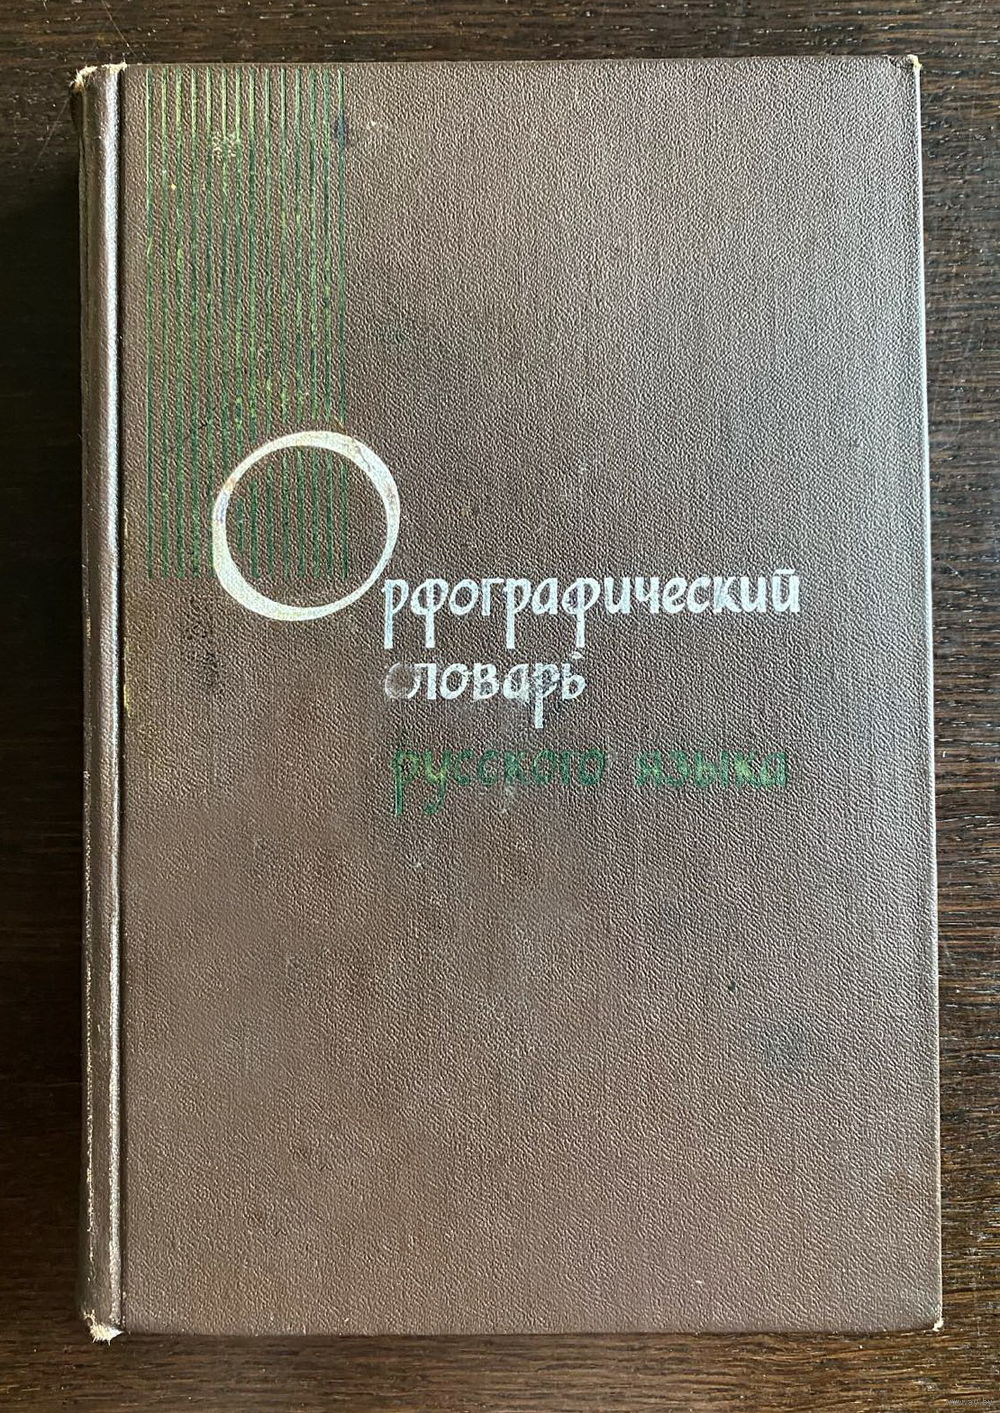 Орфографический
словарь
русского языка